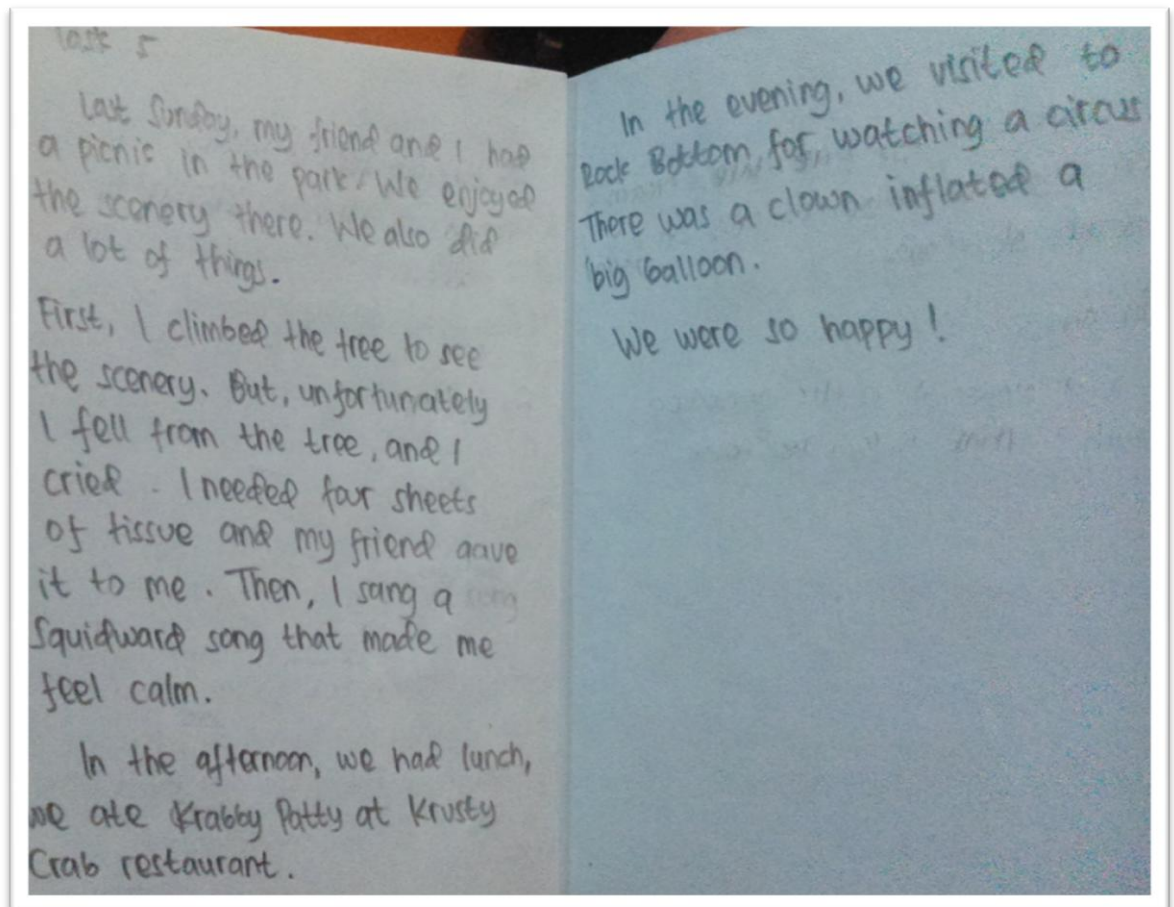 Task 5
Last Sunday, my friend and I had
a picnic in the park. We enjoyed
the scenery there. We also did
a lot of things.
First, I climbed the tree to see
the scenery. But, unfortunately
I fell from the tree, and I
cried. I needed four sheets
of tissue and my friend gave
it to me. Then, I sang a
Squidward song that made me
feel calm.
In the afternoon, we had lunch,
we ate Krabby Patty at Krusty
Crab restaurant.
In the evening, we visited to
Rock Bottom for watching a circus
There was a clown inflated a
big balloon.
We were so happy!